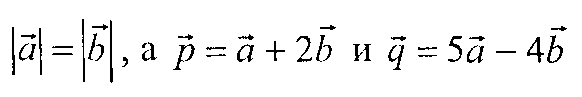 |a⃗| = |b⃗|, а p⃗ = a⃗ + 2b⃗ и q⃗ = 5a⃗ − 4b⃗